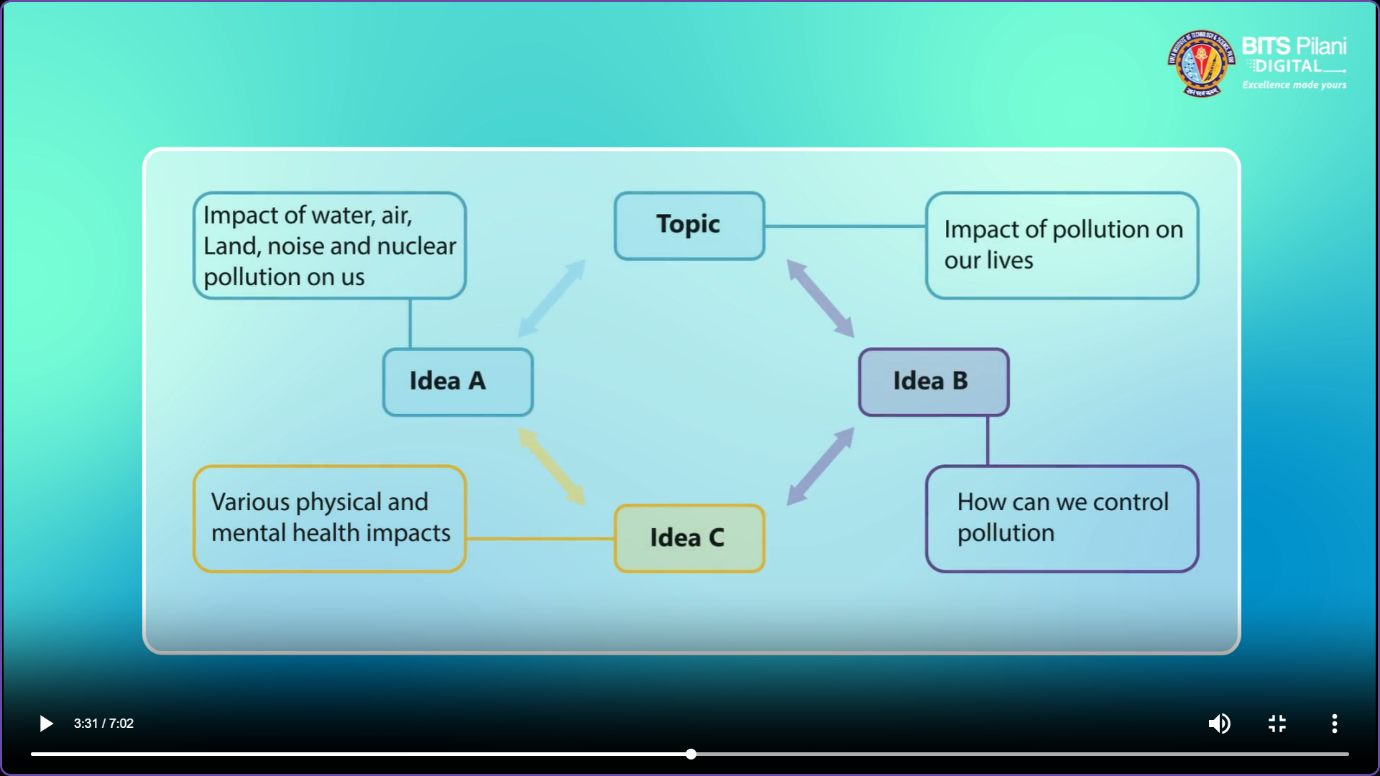 BITS Pilani
DIGITAL
Excellence made yours
Impact of water, air,
Land, noise and nuclear
pollution on us
Topic
Impact of pollution on
our lives
Idea A
Idea B
Various physical and
mental health impacts
Idea C
How can we control
pollution
3:31 / 7:02